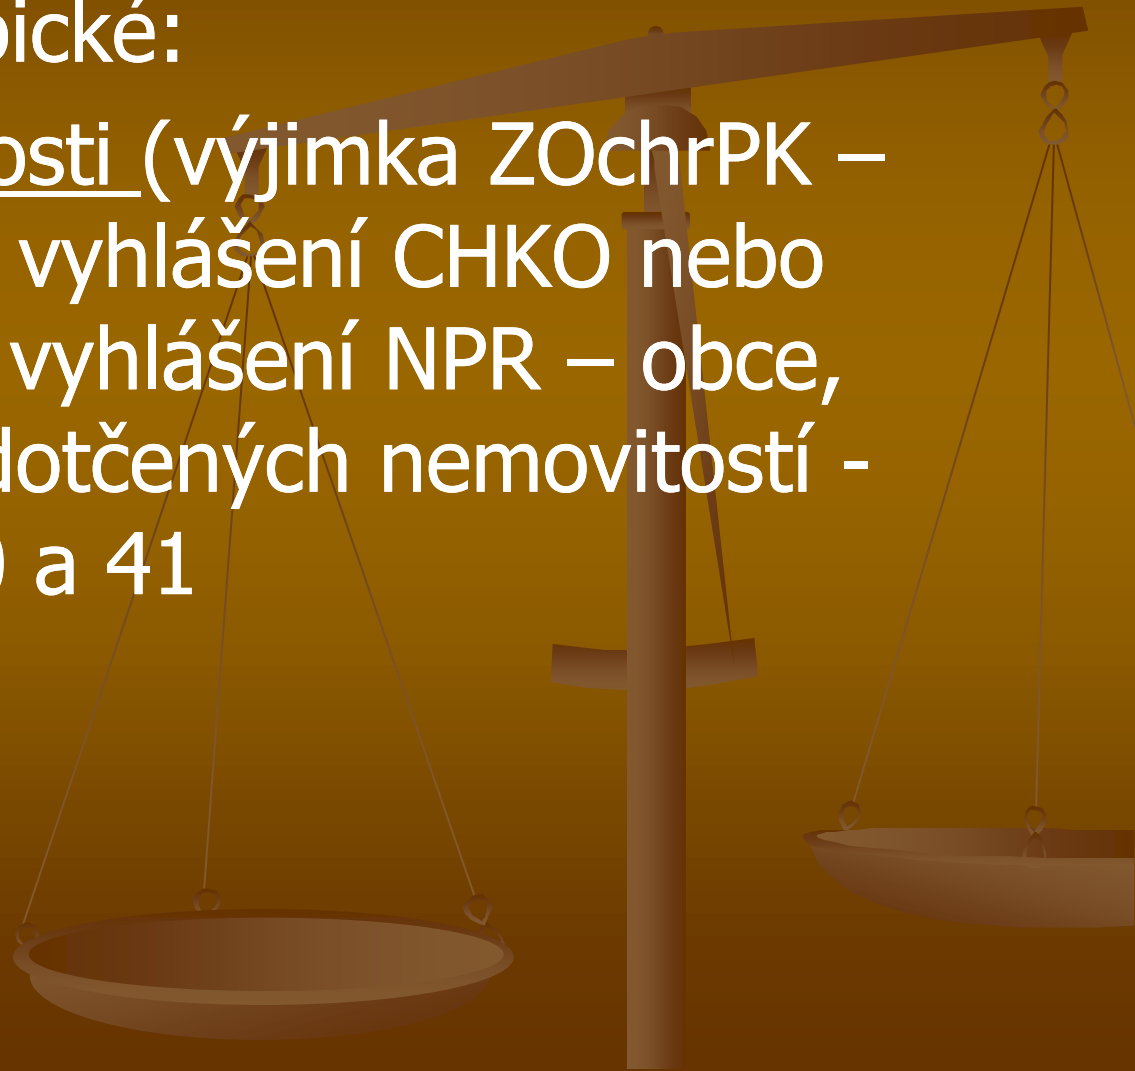 pické:
osti (výjimka ZOchrPK –
vyhlášení CHKO nebo
vyhlášení NPR – obce,
dotčených nemovitostí -
a 41